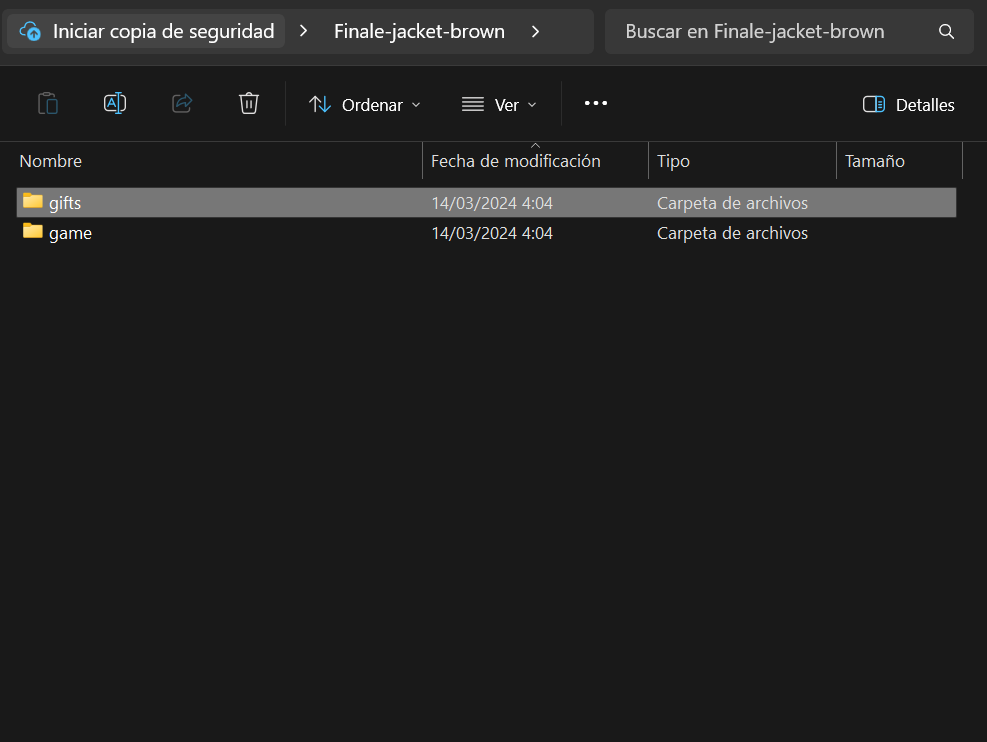 Iniciar copia de seguridad Finale-jacket-brown Buscar en Finale-jacket-brown
Ordenar Ver Detalles
Nombre Fecha de modificación Tipo Tamaño
gifts 14/03/2024 4:04 Carpeta de archivos
game 14/03/2024 4:04 Carpeta de archivos